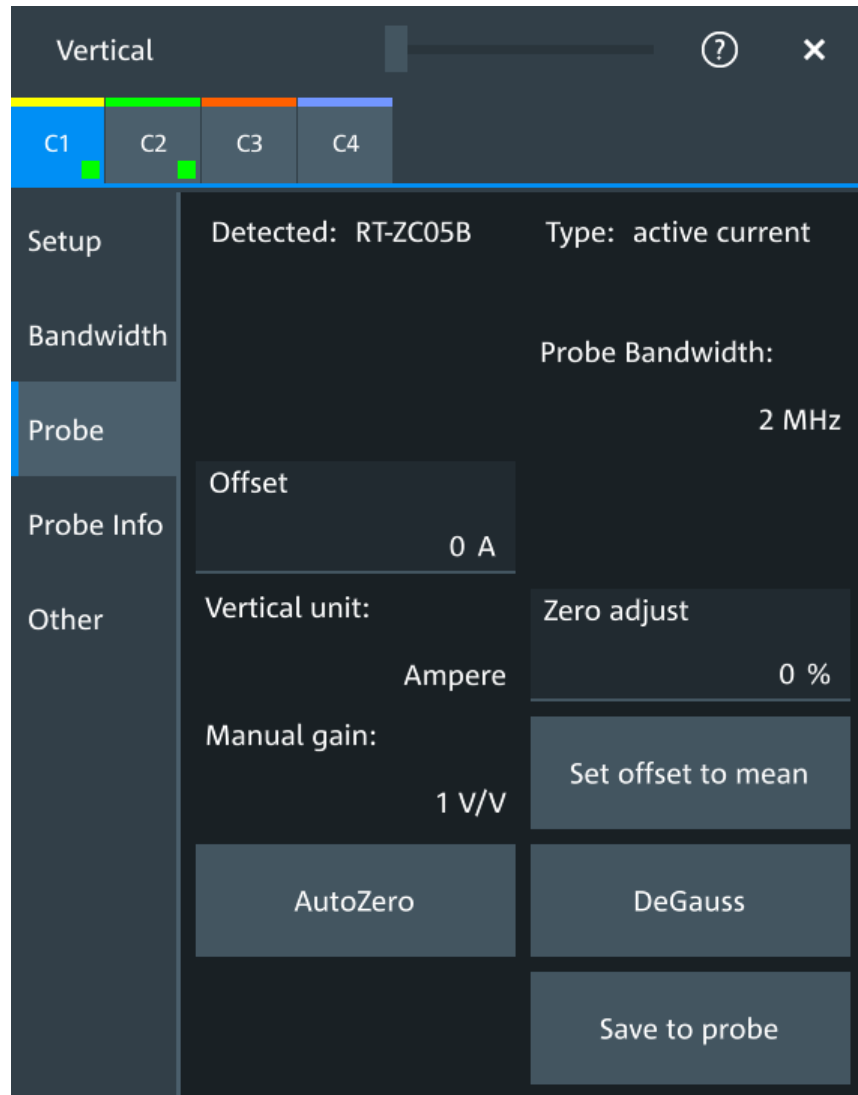 Vertical
?
×
C1
C2
C3
C4
Setup
Bandwidth
Probe
Probe Info
Other
Detected: RT-ZC05B
Type: active current
Probe Bandwidth:
2 MHz
Offset
0 A
Vertical unit:
Ampere
Zero adjust
0 %
Manual gain:
1 V/V
Set offset to mean
AutoZero
DeGauss
Save to probe